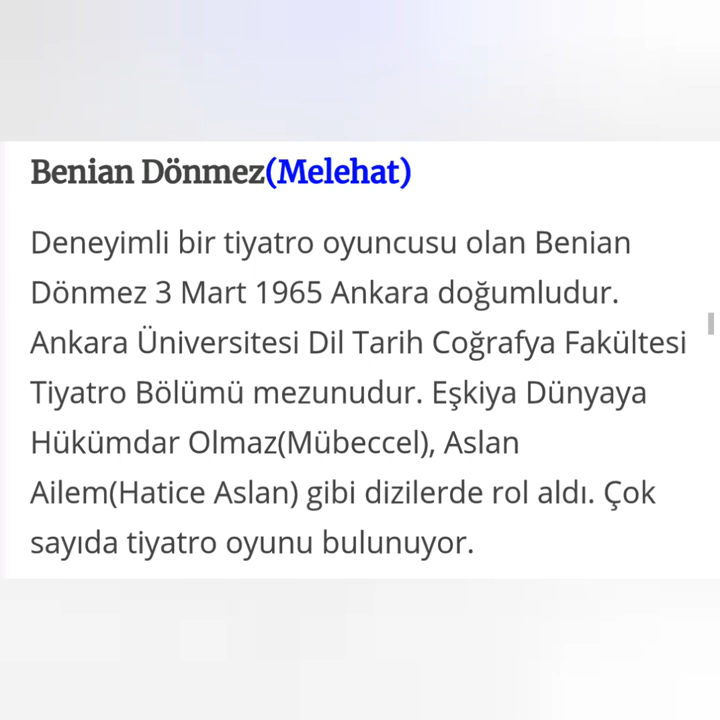 Benian Dönmez(Melehat)
Deneyimli bir tiyatro oyuncusu olan Benian
Dönmez 3 Mart 1965 Ankara doğumludur.
Ankara Üniversitesi Dil Tarih Coğrafya Fakültesi
Tiyatro Bölümü mezunudur. Eşkiya Dünyaya
Hükümdar Olmaz(Mübeccel), Aslan
Ailem(Hatice Aslan) gibi dizilerde rol aldı. Çok
sayıda tiyatro oyunu bulunuyor.